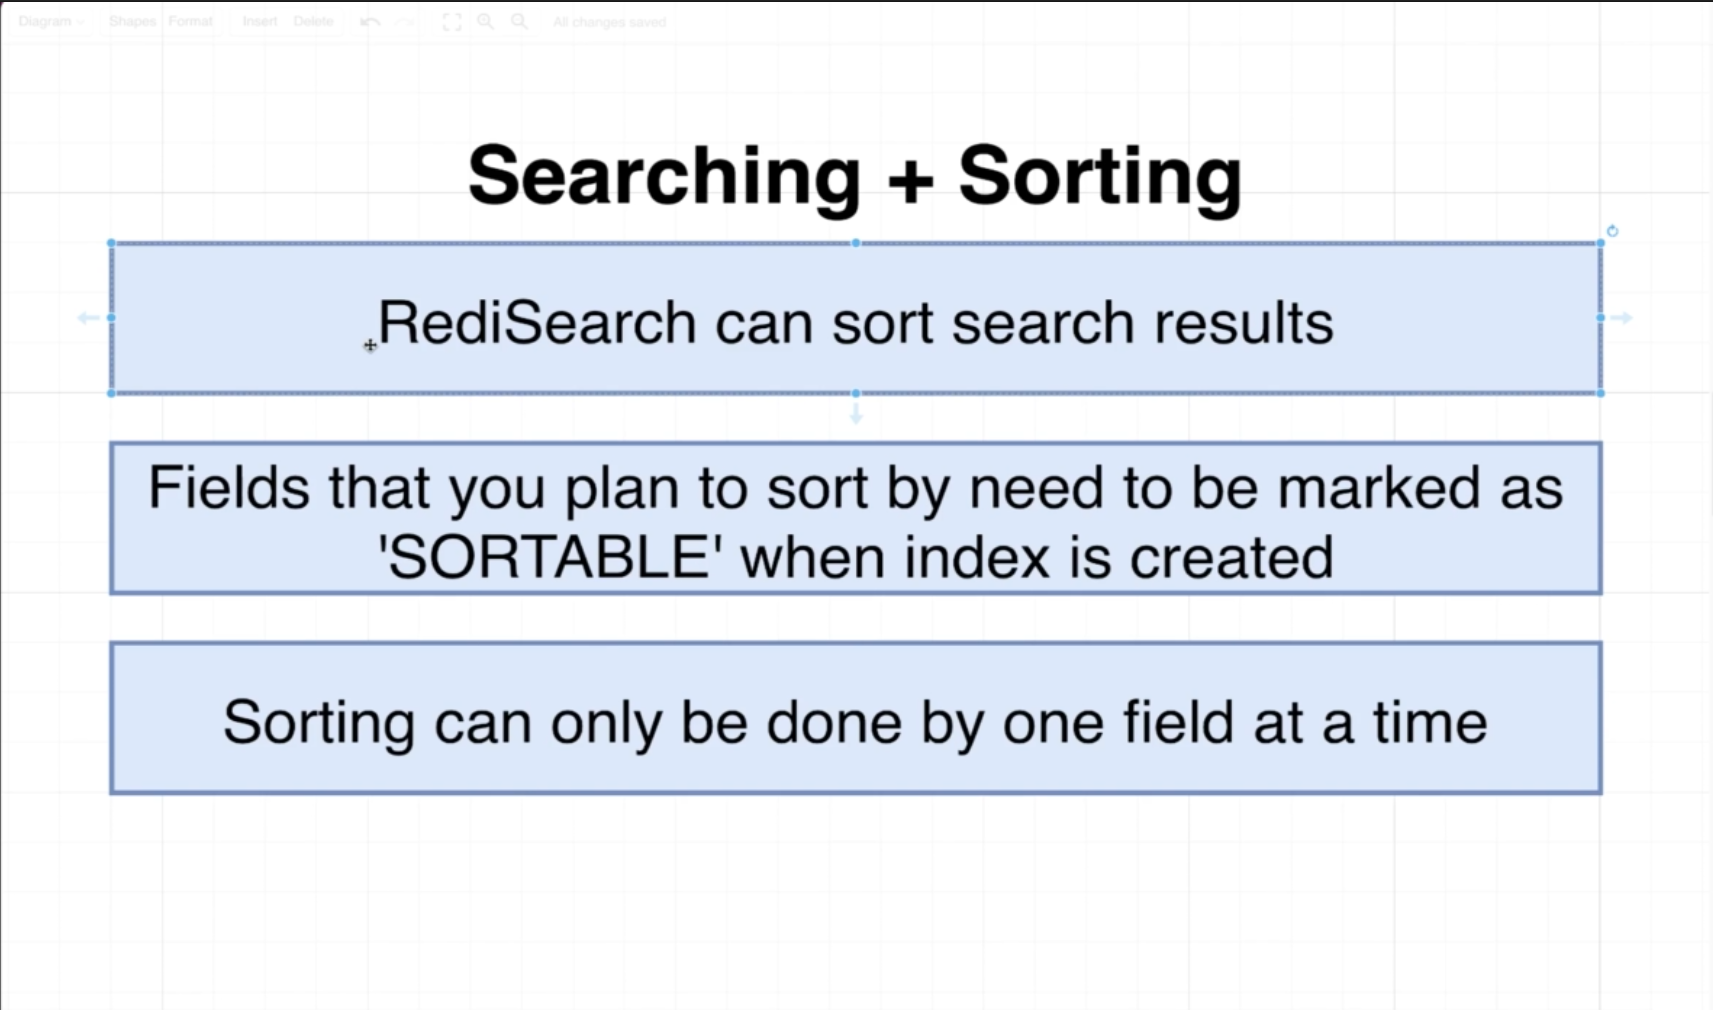 Diagram
Shapes
Format
Insert
Delete
All changes saved
Searching + Sorting
RediSearch can sort search results
Fields that you plan to sort by need to be marked as
'SORTABLE' when index is created
Sorting can only be done by one field at a time